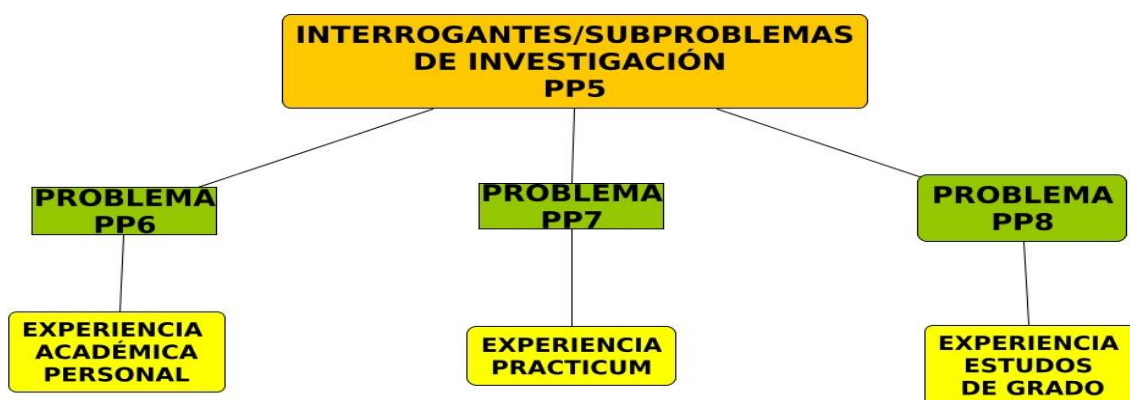 INTERROGANTES/SUBPROBLEMAS
DE INVESTIGACIÓN
PP5
PROBLEMA
PP6
PROBLEMA
PP7
PROBLEMA
PP8
EXPERIENCIA
ACADÉMICA
PERSONAL
EXPERIENCIA
PRACTICUM
EXPERIENCIA
ESTUDOS
DE GRADO